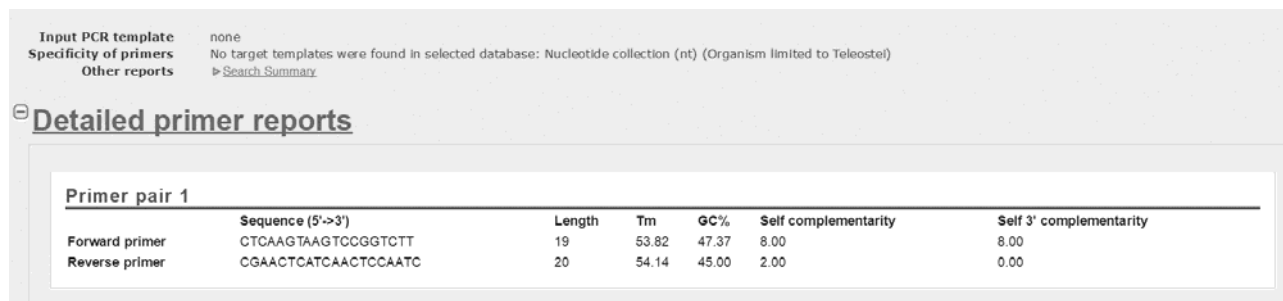 Input PCR template none
Specificity of primers No target templates were found in selected database: Nucleotide collection (nt) (Organism limited to Teleostei)
Other reports Search Summary
Detailed primer reports
Primer pair 1
Sequence (5'->3') Length Tm GC% Self complementarity Self 3' complementarity
Forward primer CTCAAGTAAGTCCGGTCTT 19 53.82 47.37 8.00 8.00
Reverse primer CGAACTCATCAACTCCAATC 20 54.14 45.00 2.00 0.00